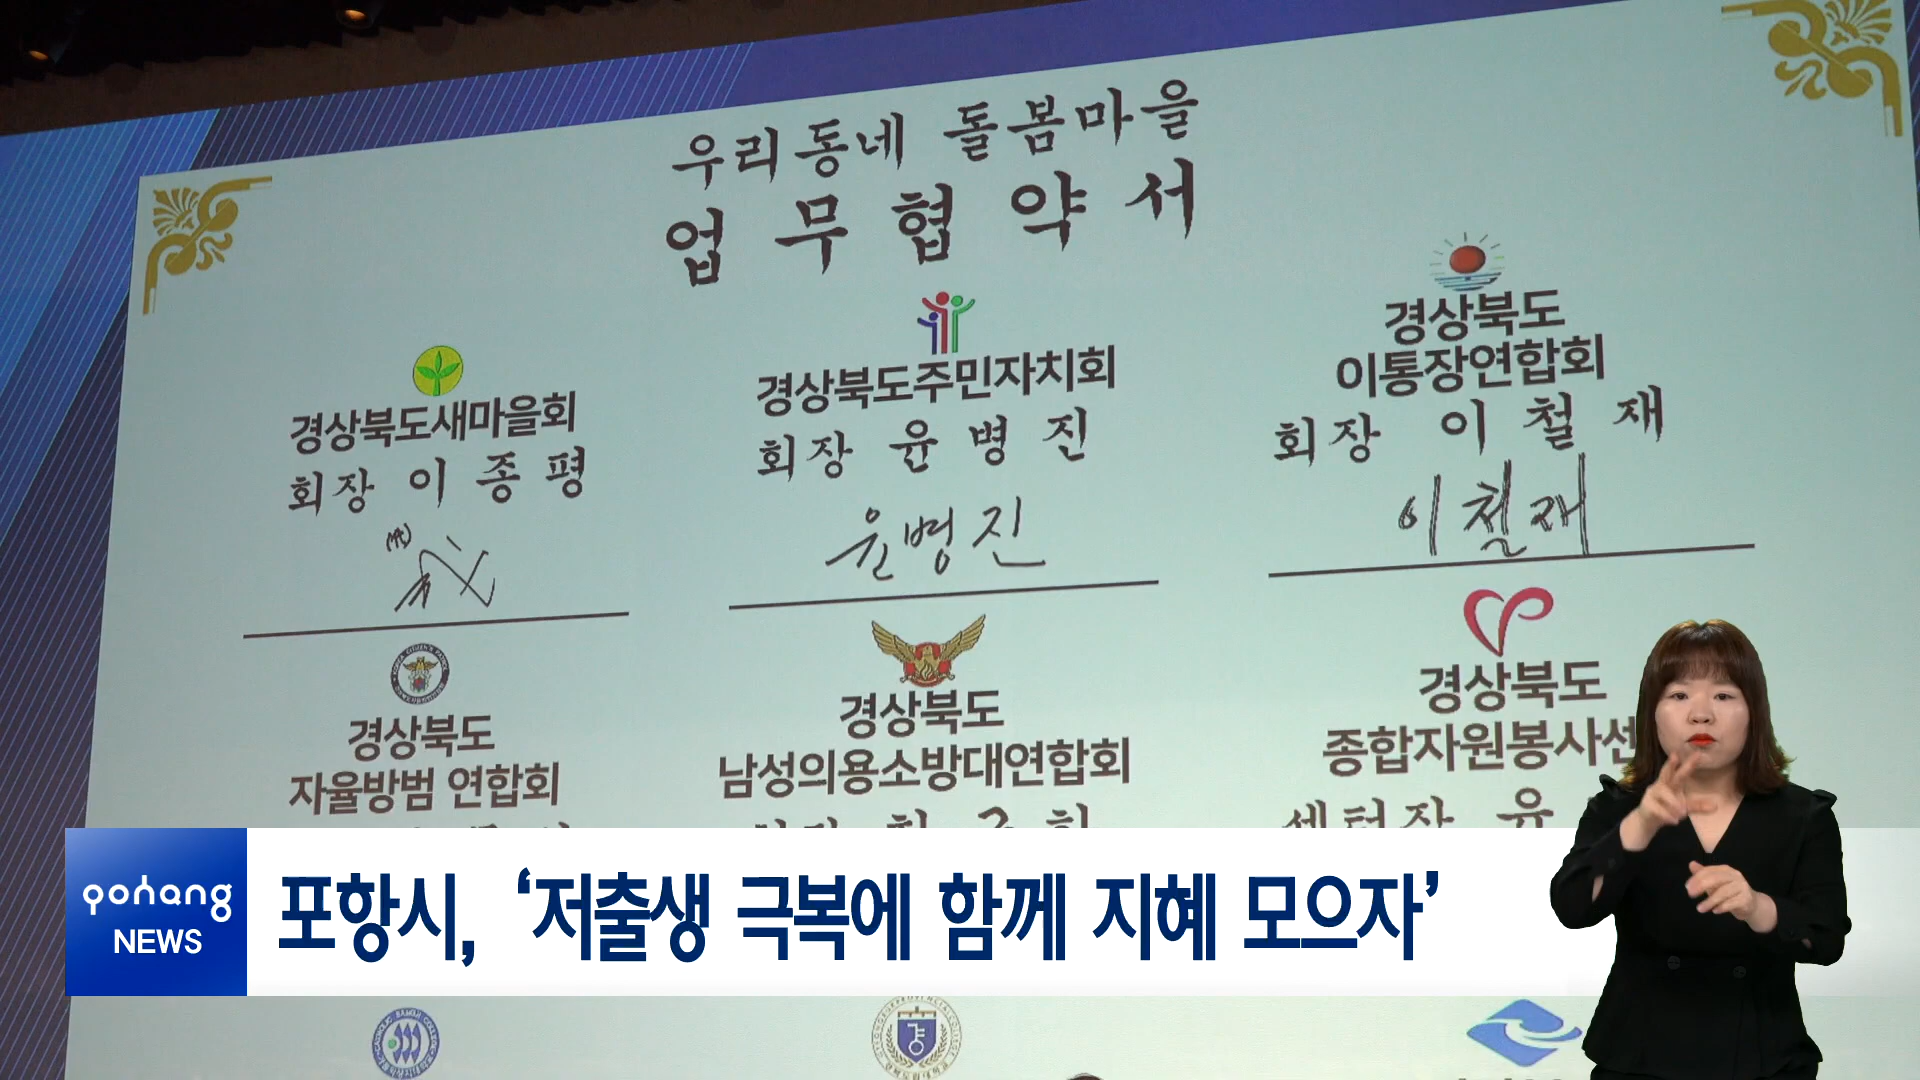 우리동네 돌봄마을
업무협약서
경상북도새마을회
회장 이종평
경상북도주민자치회
회장 윤병진
윤병진
경상북도
이통장연합회
회장 이철재
이철재
경상북도
자율방범 연합회
경상북도
남성의용소방대연합회
경상북도
종합자원봉사센
센터장 윤
pohang
NEWS
포항시, ‘저출생 극복에 함께 지혜 모으자’